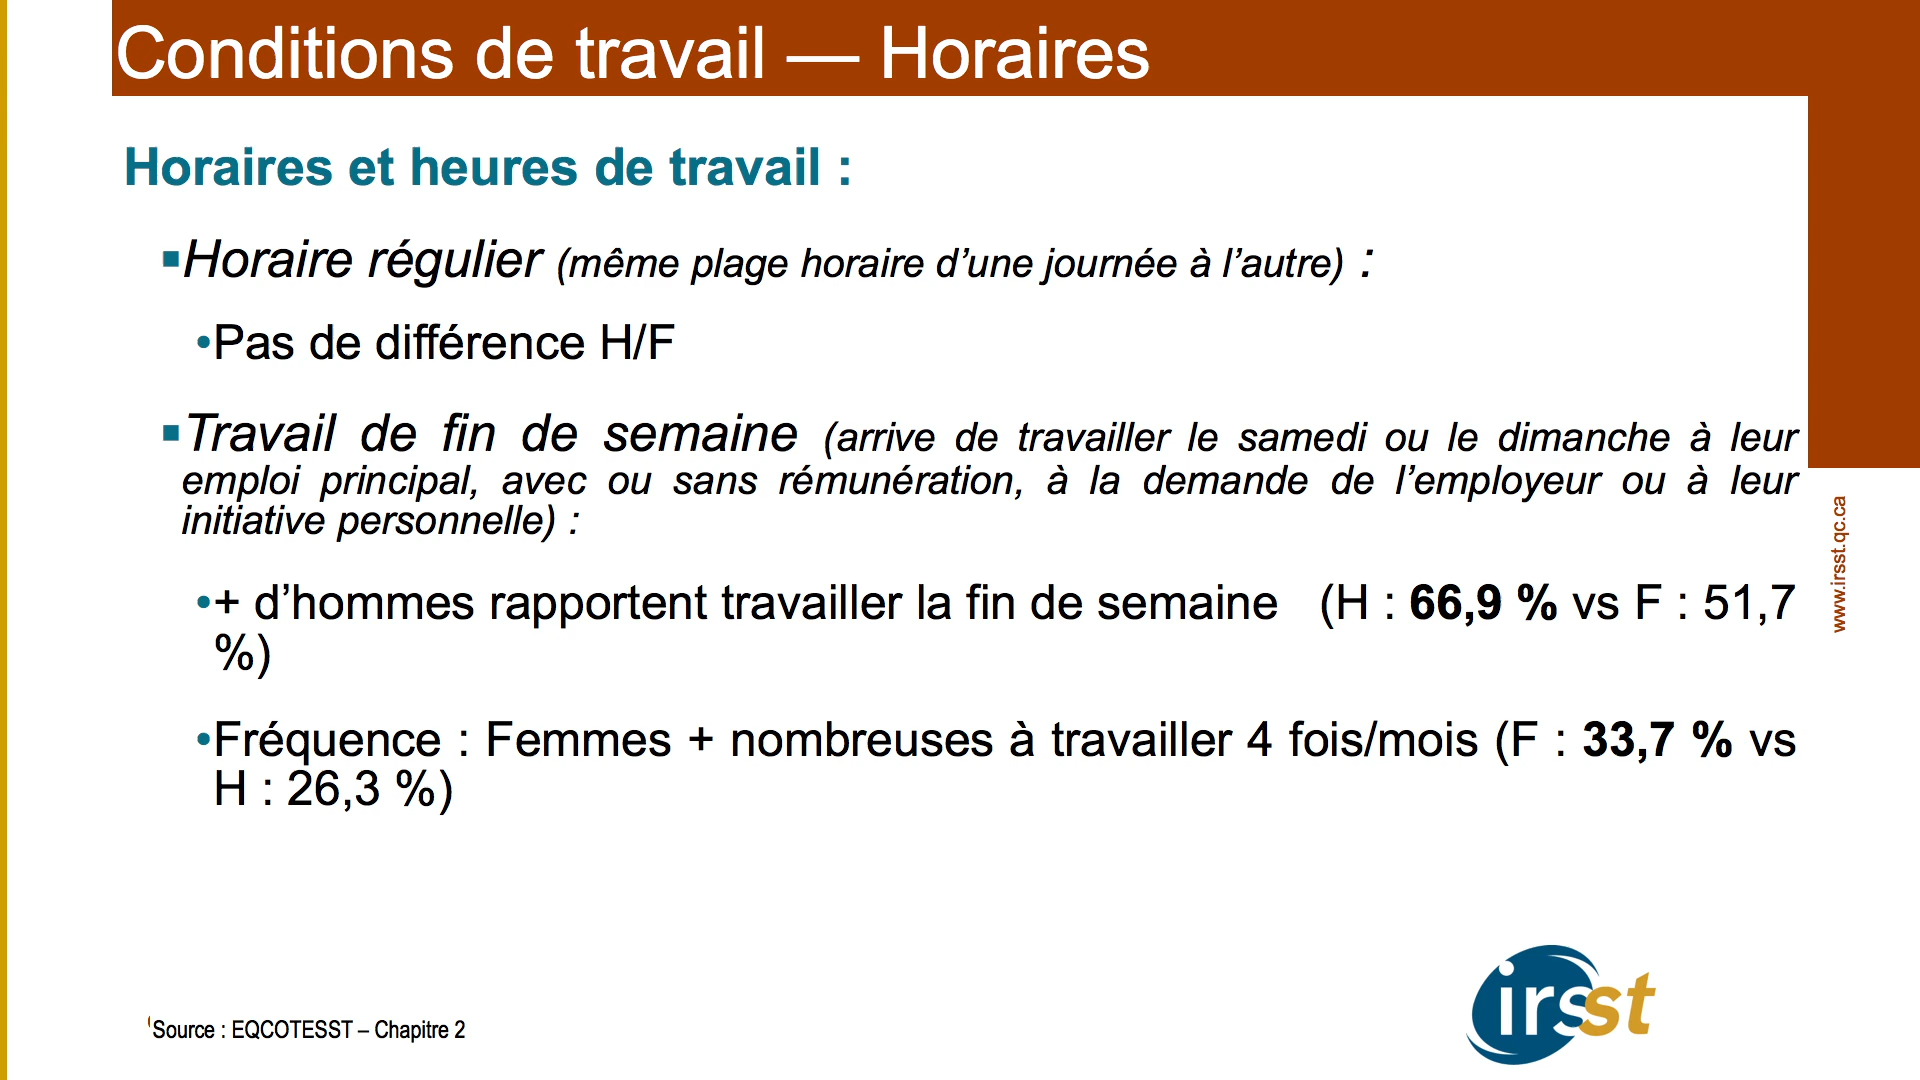 Conditions de travail — Horaires
Horaires et heures de travail :
▪Horaire régulier (même plage horaire d’une journée à l’autre) :
•Pas de différence H/F
▪Travail de fin de semaine (arrive de travailler le samedi ou le dimanche à leur
emploi principal, avec ou sans rémunération, à la demande de l’employeur ou à leur
initiative personnelle) :
•+ d’hommes rapportent travailler la fin de semaine (H : 66,9 % vs F : 51,7
%)
•Fréquence : Femmes + nombreuses à travailler 4 fois/mois (F : 33,7 % vs
H : 26,3 %)
www.irsst.qc.ca
Source : EQCOTESST – Chapitre 2
irsst